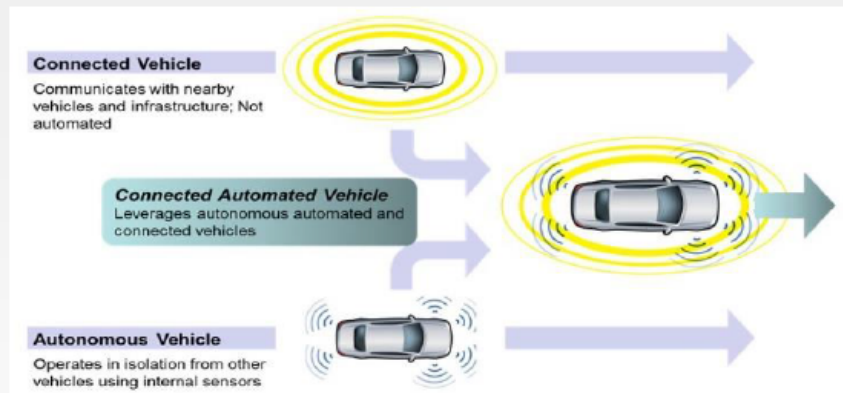 Connected Vehicle
Communicates with nearby
vehicles and infrastructure; Not
automated
Connected Automated Vehicle
Leverages autonomous automated and
connected vehicles
Autonomous Vehicle
Operates in isolation from other
vehicles using internal sensors